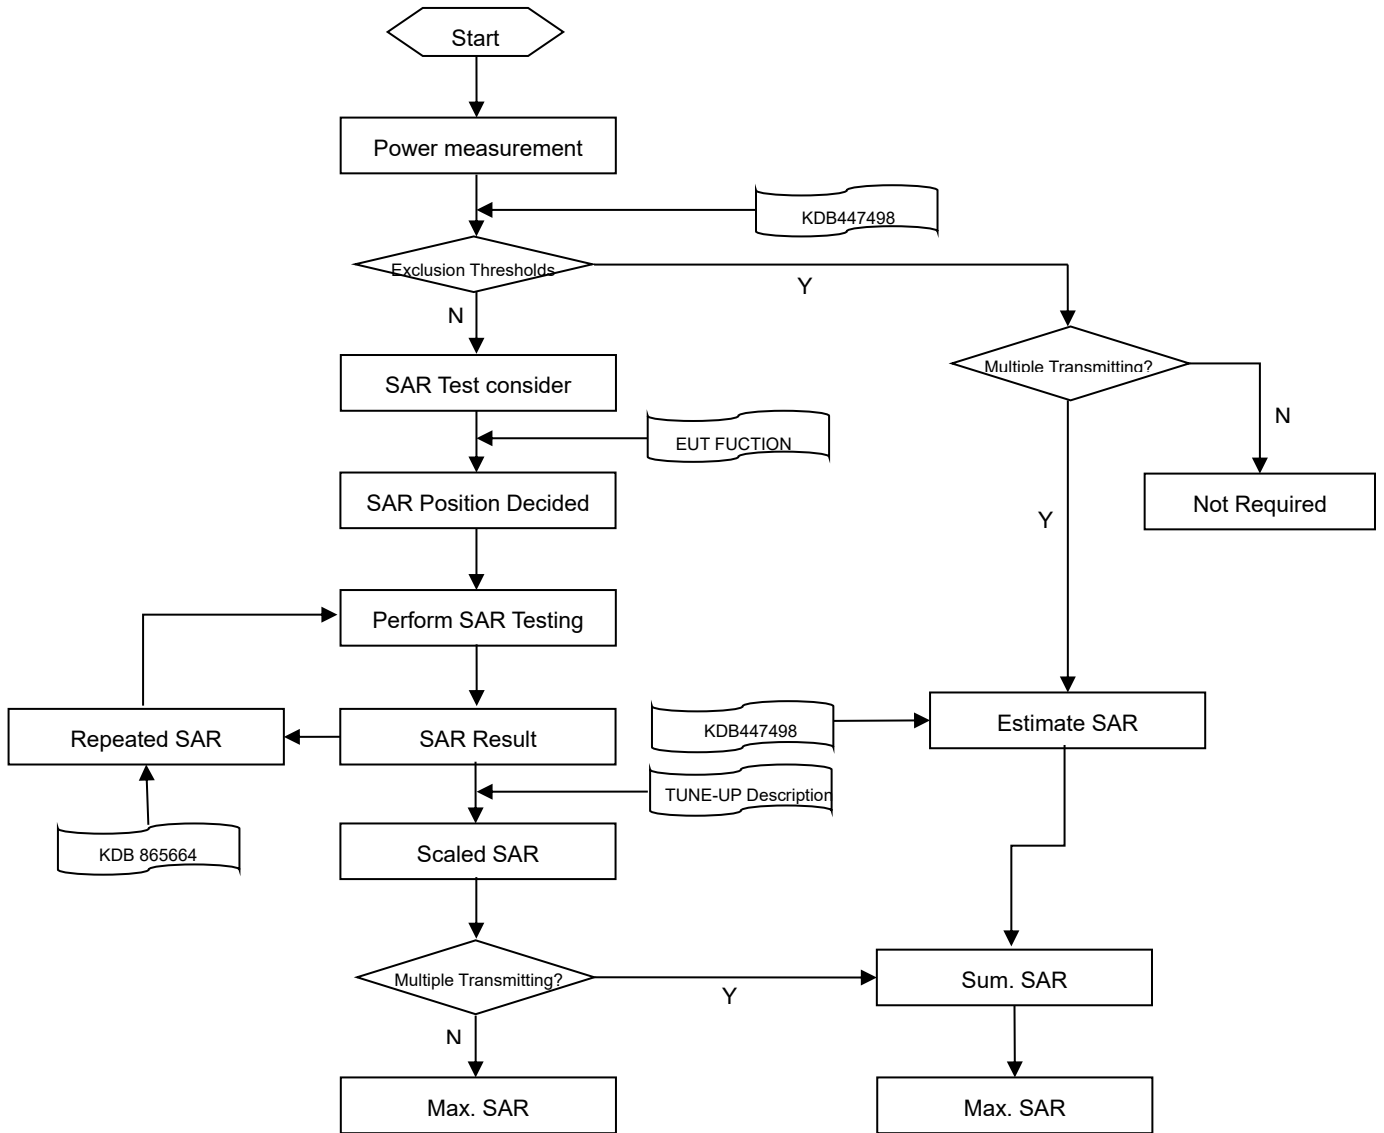 Start
Power measurement
KDB447498
Exclusion Thresholds
Y
N
Multiple Transmitting?
SAR Test consider
N
EUT FUCTION
SAR Position Decided
Not Required
Y
Perform SAR Testing
Repeated SAR
SAR Result
KDB447498
Estimate SAR
TUNE-UP Description
KDB 865664
Scaled SAR
Multiple Transmitting?
Y
Sum. SAR
N
Max. SAR
Max. SAR